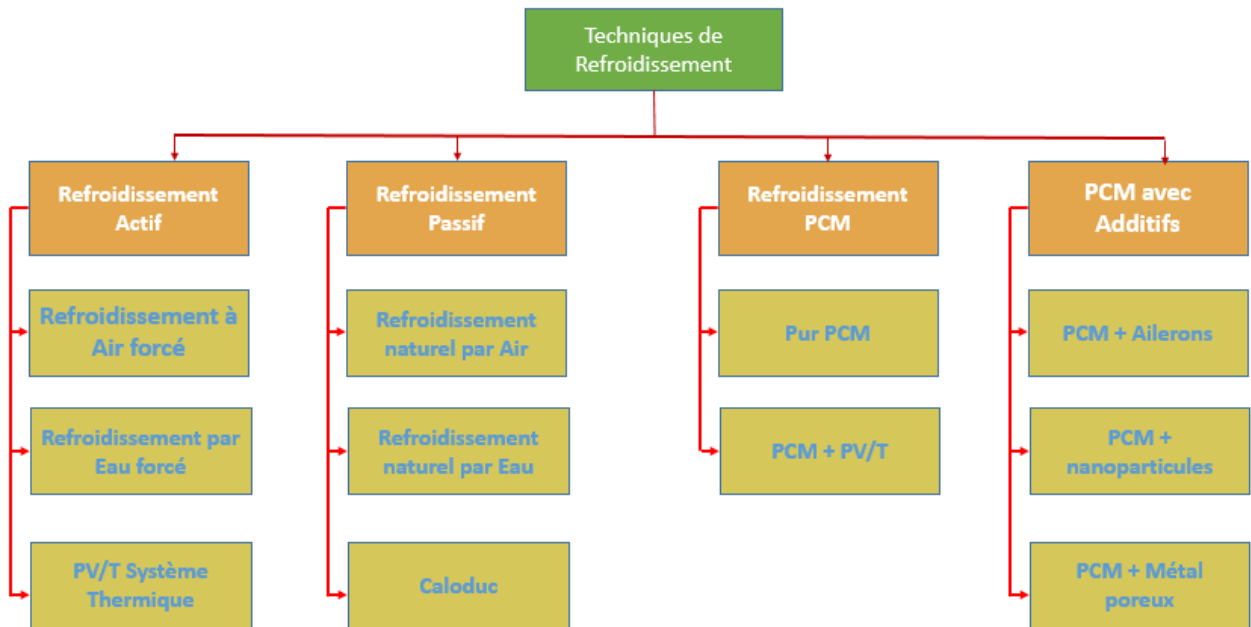 Techniques de
Refroidissement
Refroidissement
Actif
Refroidissement
Passif
Refroidissement
PCM
PCM avec
Additifs
Refroidissement à
Air forcé
Refroidissement
naturel par Air
Pur PCM
PCM + Ailerons
Refroidissement par
Eau forcé
Refroidissement
naturel par Eau
PCM + PV/T
PCM +
nanoparticules
PV/T Système
Thermique
Caloduc
PCM + Métal
poreux